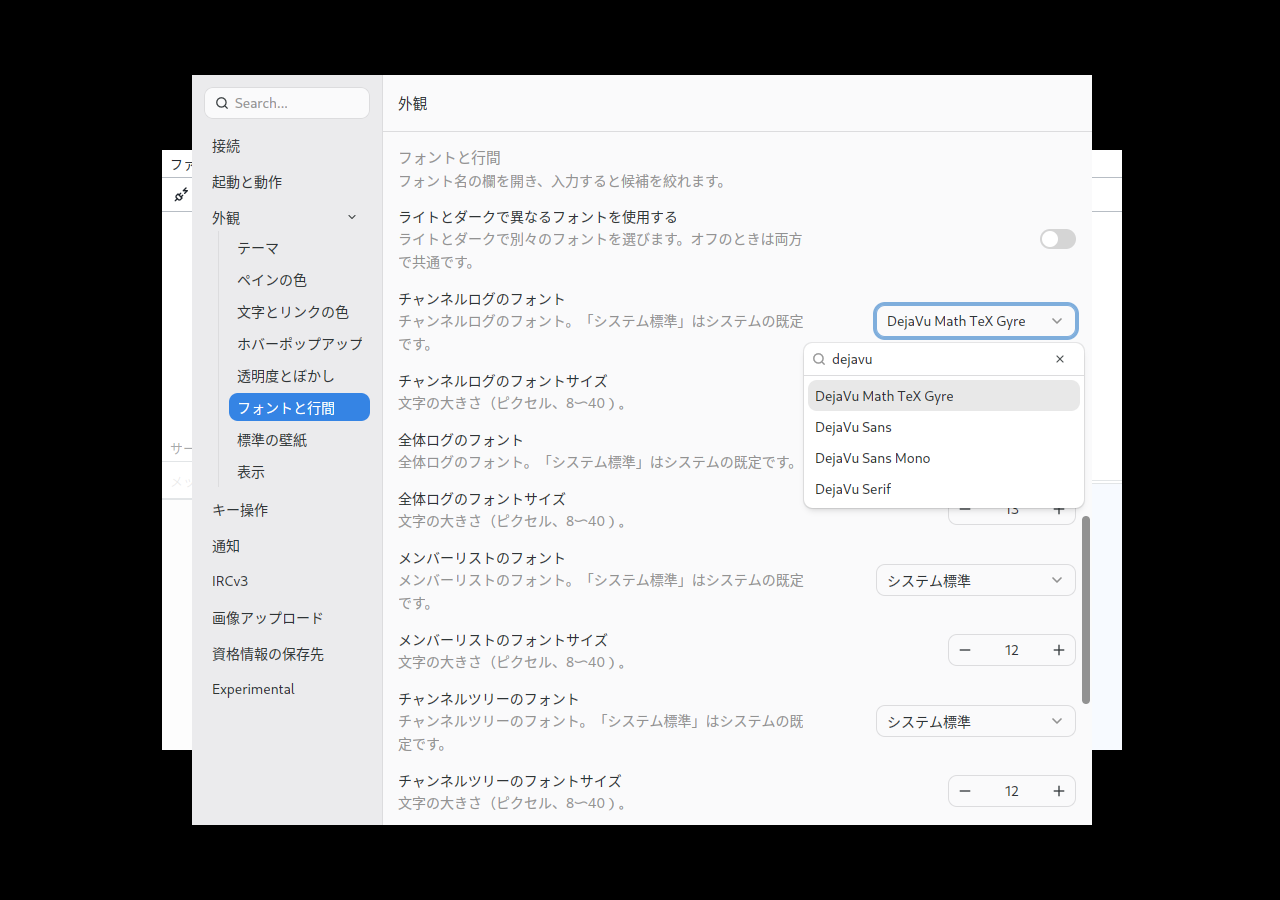 Search...
接続
起動と動作
外観
テーマ
ペインの色
文字とリンクの色
ホバーポップアップ
透明度とぼかし
フォントと行間
標準の壁紙
表示
キー操作
通知
IRCv3
画像アップロード
資格情報の保存先
Experimental
ファ
サー
メッ
外観
フォントと行間
フォント名の欄を開き、入力すると候補を絞れます。
ライトとダークで異なるフォントを使用する
ライトとダークで別々のフォントを選びます。オフのときは両方
で共通です。
チャンネルログのフォント
チャンネルログのフォント。「システム標準」はシステムの既定
です。
DejaVu Math TeX Gyre
dejavu
DejaVu Math TeX Gyre
DejaVu Sans
DejaVu Sans Mono
DejaVu Serif
チャンネルログのフォントサイズ
文字の大きさ（ピクセル、8〜40）。
全体ログのフォント
全体ログのフォント。「システム標準」はシステムの既定です。
全体ログのフォントサイズ
文字の大きさ（ピクセル、8〜40）。
13
メンバーリストのフォント
メンバーリストのフォント。「システム標準」はシステムの既定
です。
システム標準
メンバーリストのフォントサイズ
文字の大きさ（ピクセル、8〜40）。
12
チャンネルツリーのフォント
チャンネルツリーのフォント。「システム標準」はシステムの既
定です。
システム標準
チャンネルツリーのフォントサイズ
文字の大きさ（ピクセル、8〜40）。
12